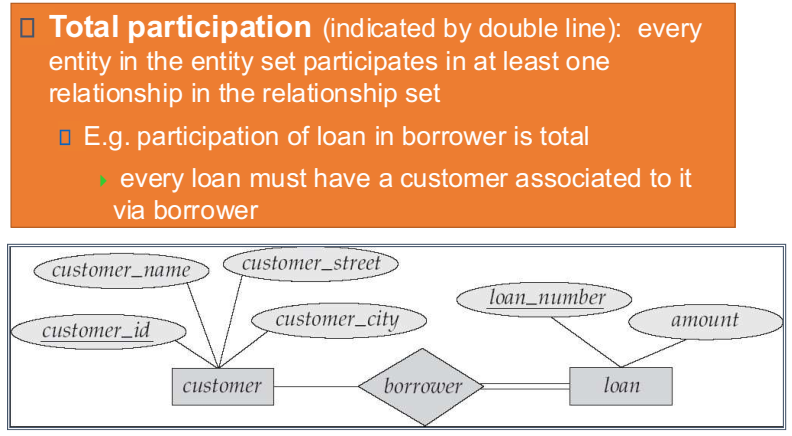 Total participation (indicated by double line): every
entity in the entity set participates in at least one
relationship in the relationship set
E.g. participation of loan in borrower is total
every loan must have a customer associated to it
via borrower
customer_name
customer_street
customer_id
customer_city
loan_number
amount
customer
borrower
loan